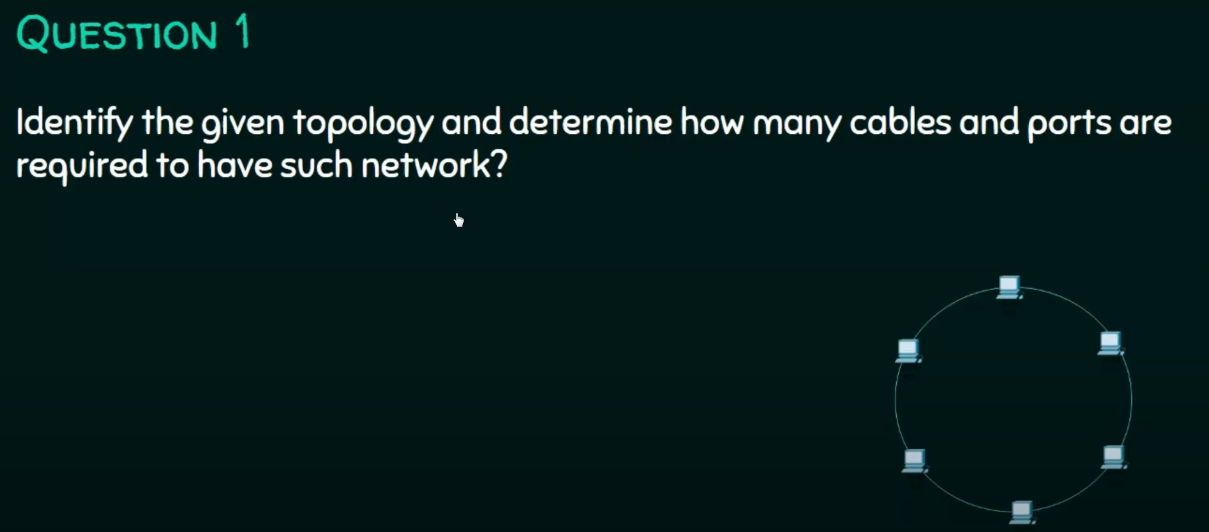 Question 1
Identify the given topology and determine how many cables and ports are
required to have such network?